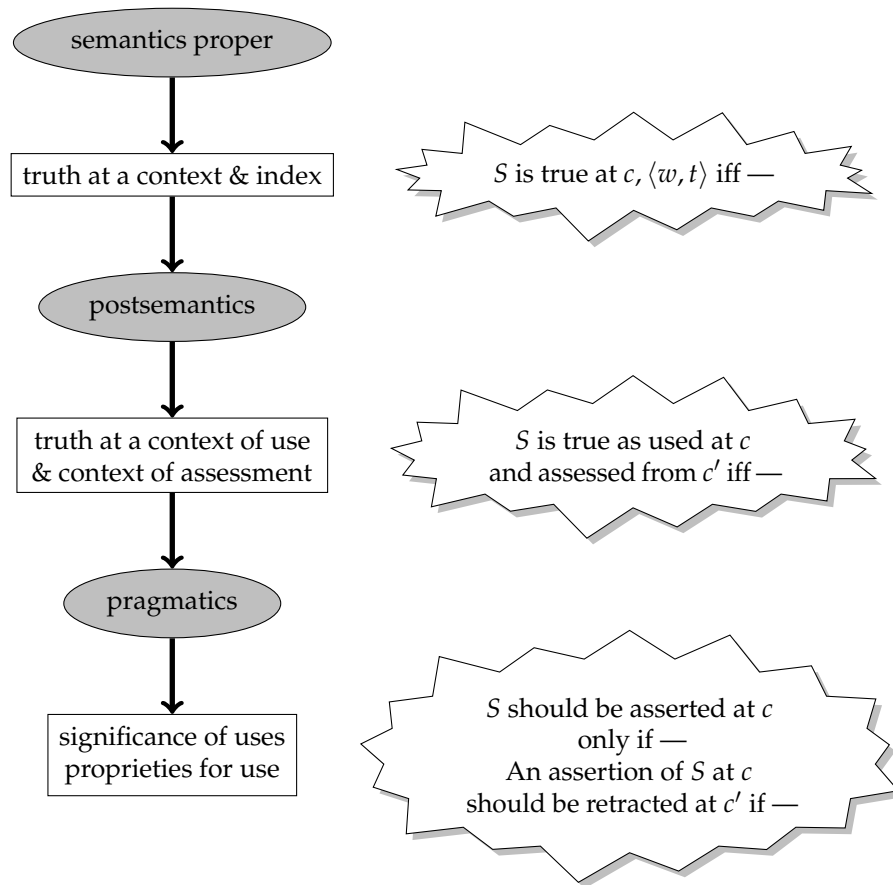 semantics proper
truth at a context & index
S is true at c, ⟨w, t⟩ iff —
postsemantics
truth at a context of use
& context of assessment
S is true as used at c
and assessed from c′ iff —
pragmatics
significance of uses
proprieties for use
S should be asserted at c
only if —
An assertion of S at c
should be retracted at c′ if —